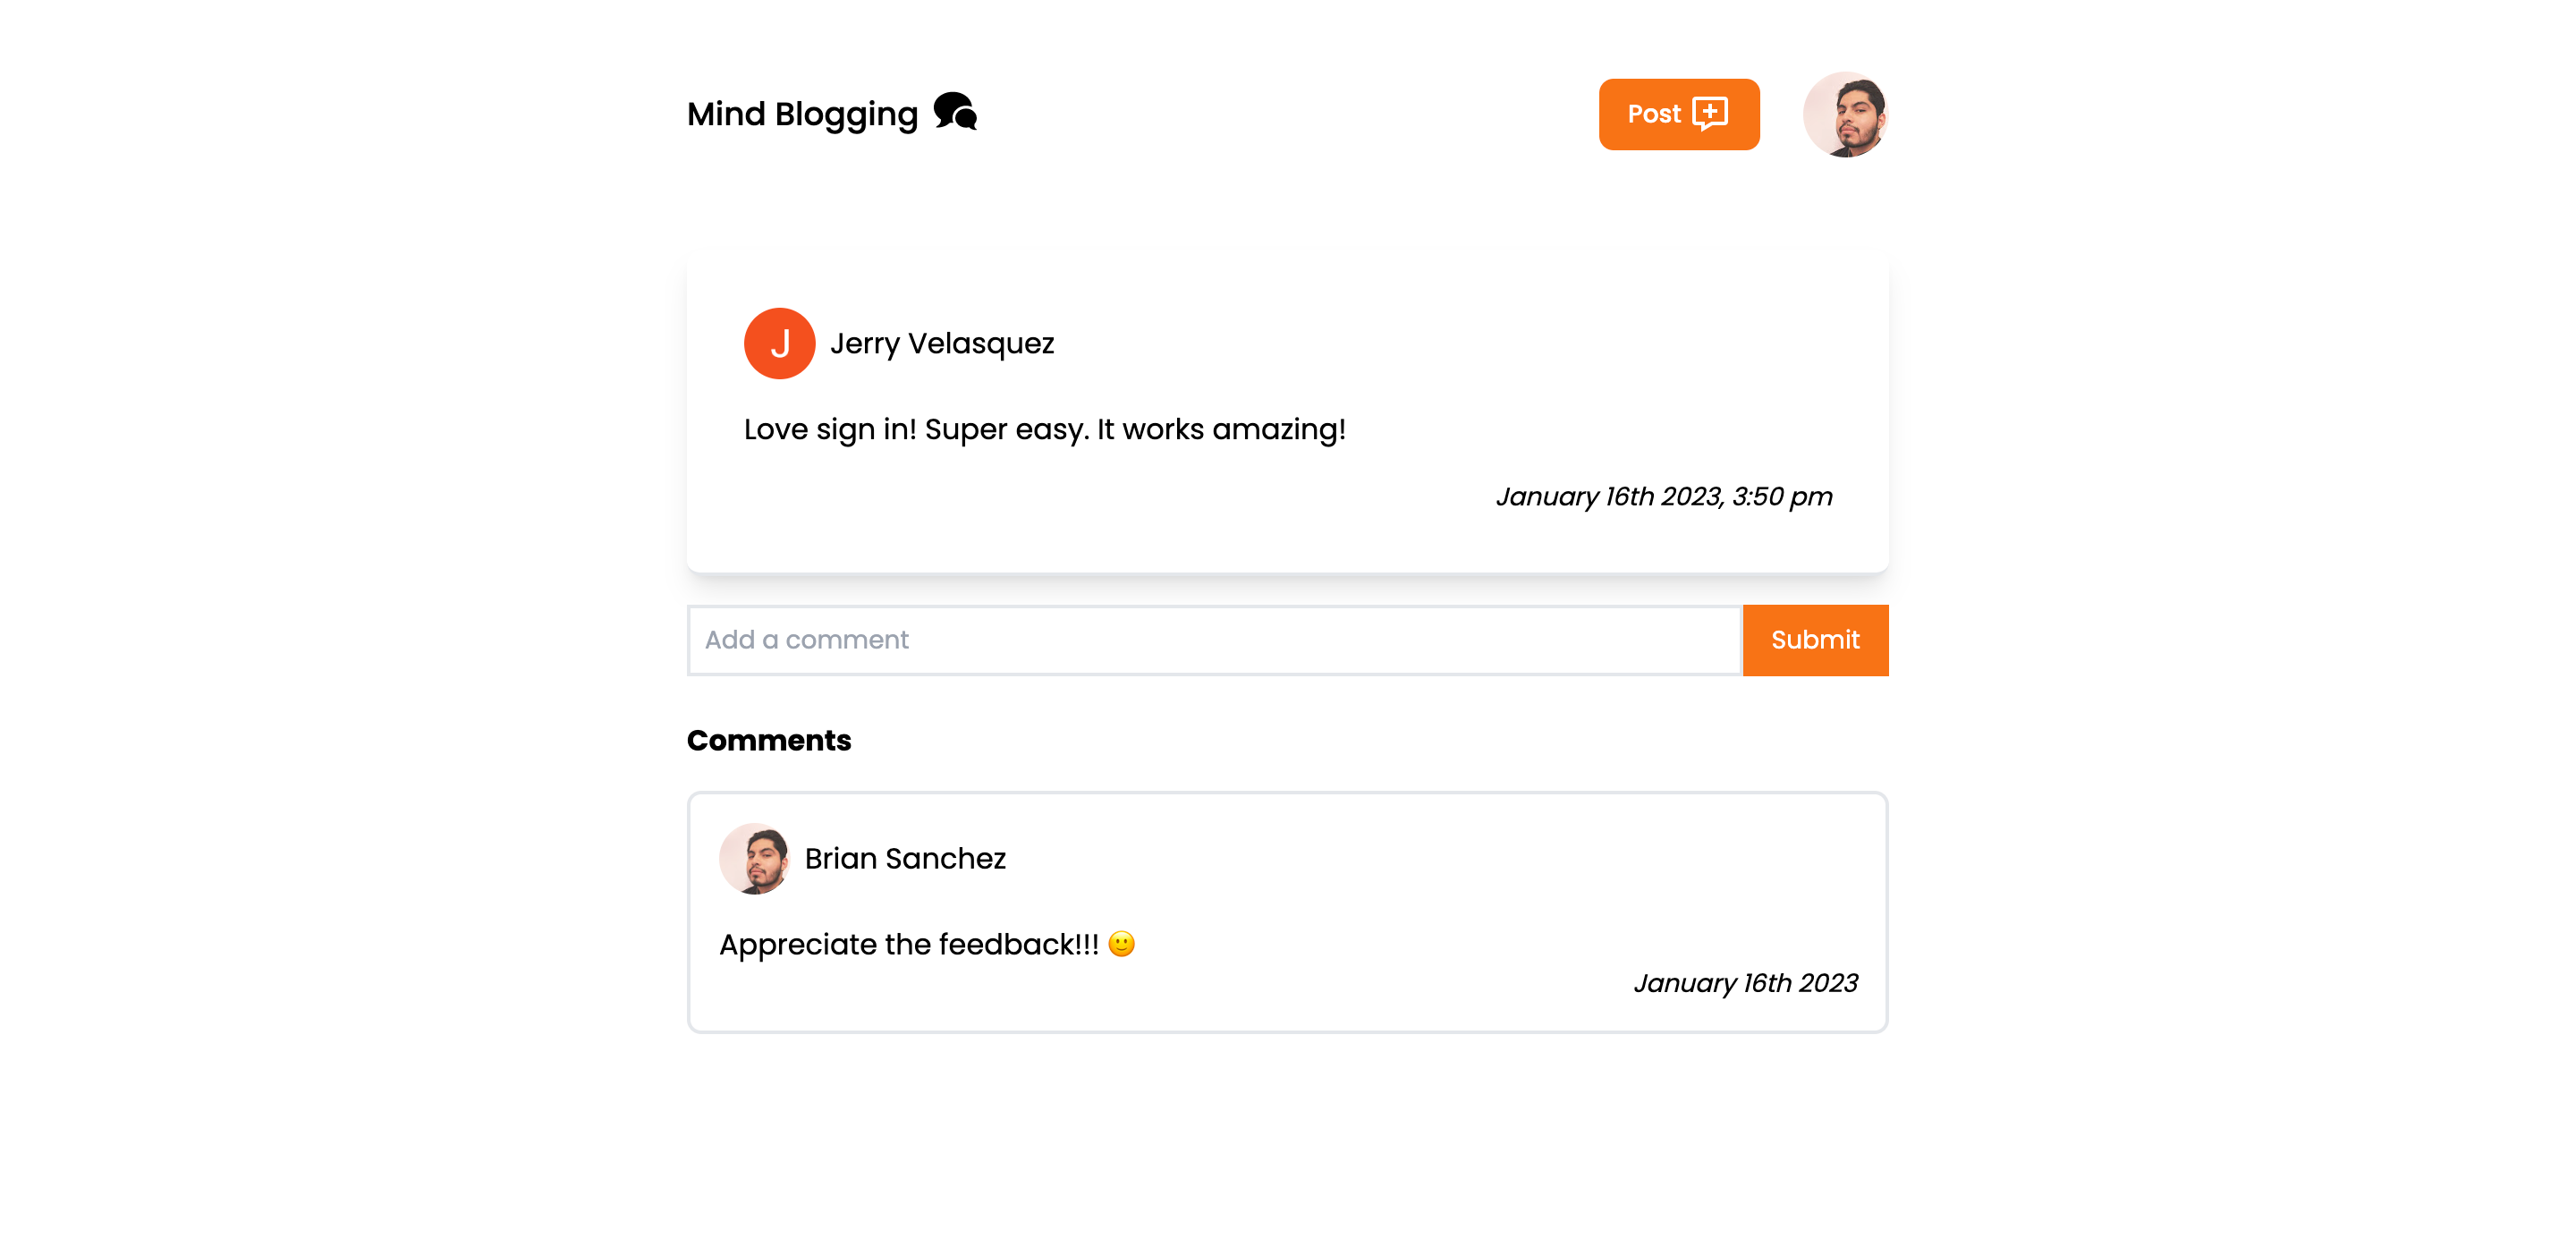 Mind Blogging
Post
J Jerry Velasquez
Love sign in! Super easy. It works amazing!
January 16th 2023, 3:50 pm
Add a comment
Submit
Comments
Brian Sanchez
Appreciate the feedback!!! 🙂
January 16th 2023